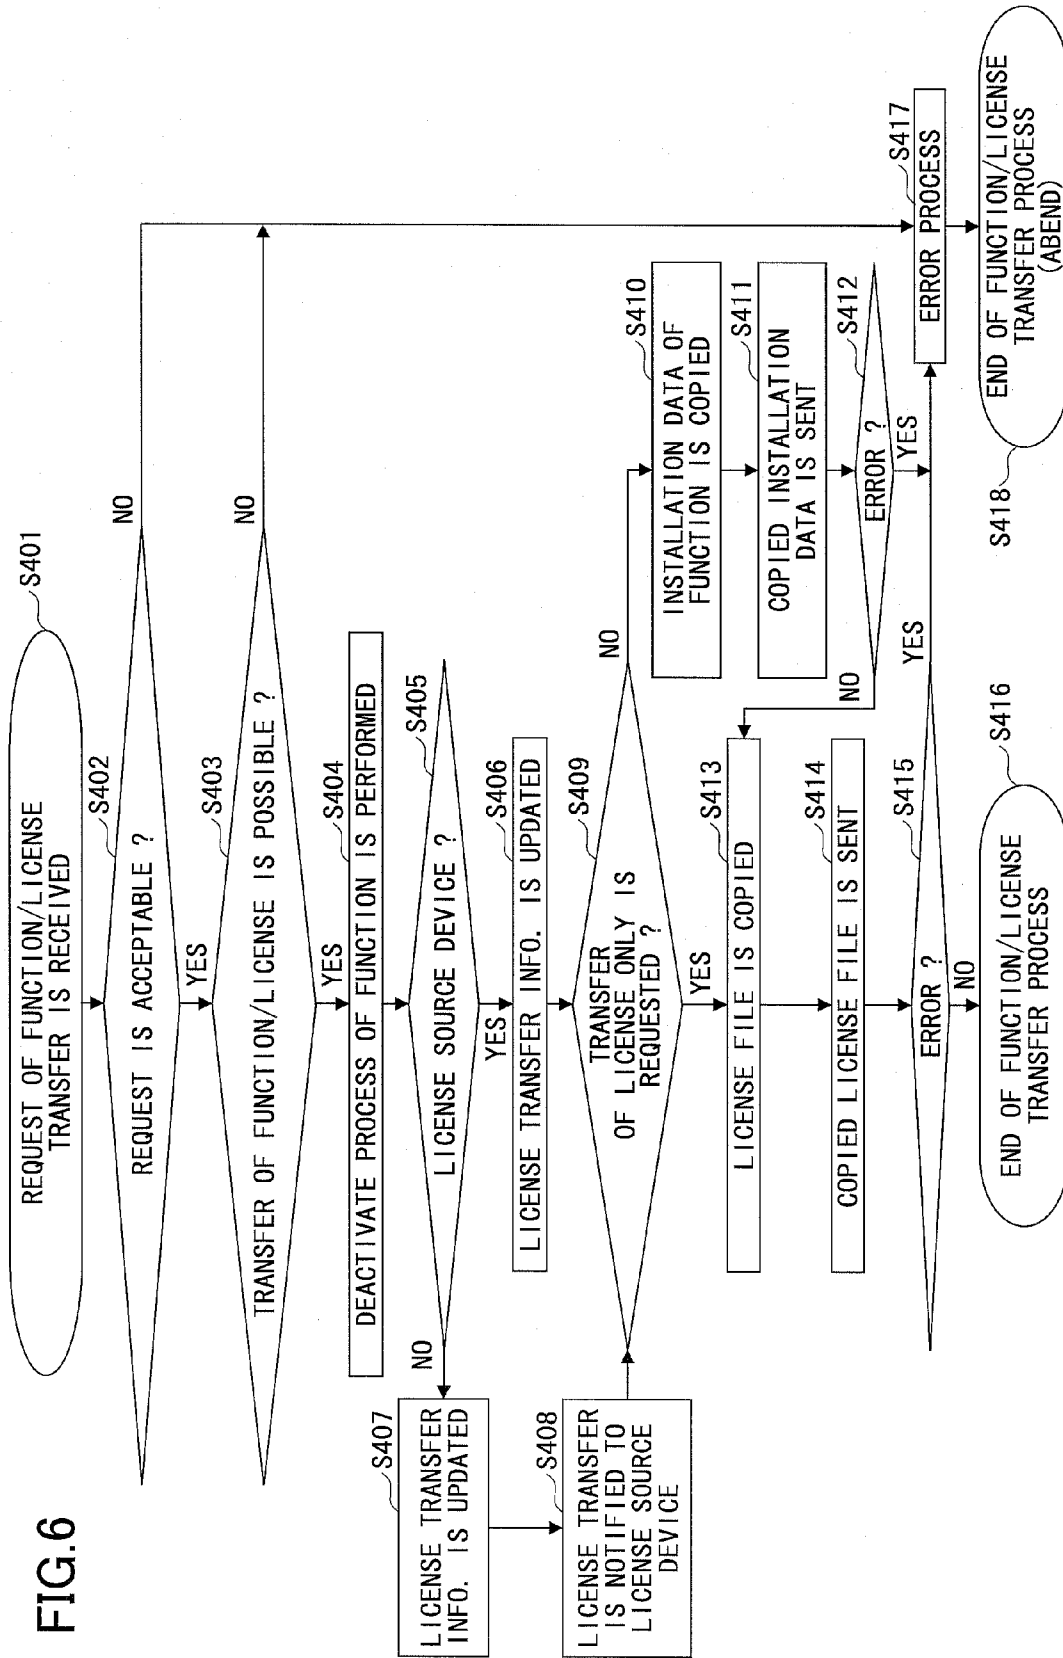 FIG.6
REQUEST OF FUNCTION/LICENSE
TRANSFER IS RECEIVED
S401
REQUEST IS ACCEPTABLE ?
S402
NO
YES
TRANSFER OF FUNCTION/LICENSE IS POSSIBLE ?
S403
NO
YES
DEACTIVATE PROCESS OF FUNCTION IS PERFORMED
S404
LICENSE SOURCE DEVICE ?
S405
NO
YES
LICENSE TRANSFER INFO. IS UPDATED
S406
LICENSE TRANSFER
INFO. IS UPDATED
S407
LICENSE TRANSFER
IS NOTIFIED TO
LICENSE SOURCE
DEVICE
S408
TRANSFER
OF LICENSE ONLY IS
REQUESTED ?
S409
NO
YES
INSTALLATION DATA OF
FUNCTION IS COPIED
S410
COPIED INSTALLATION
DATA IS SENT
S411
ERROR ?
S412
NO
YES
LICENSE FILE IS COPIED
S413
COPIED LICENSE FILE IS SENT
S414
ERROR ?
S415
YES
NO
END OF FUNCTION/LICENSE
TRANSFER PROCESS
S416
ERROR PROCESS
S417
END OF FUNCTION/LICENSE
TRANSFER PROCESS
(ABEND)
S418